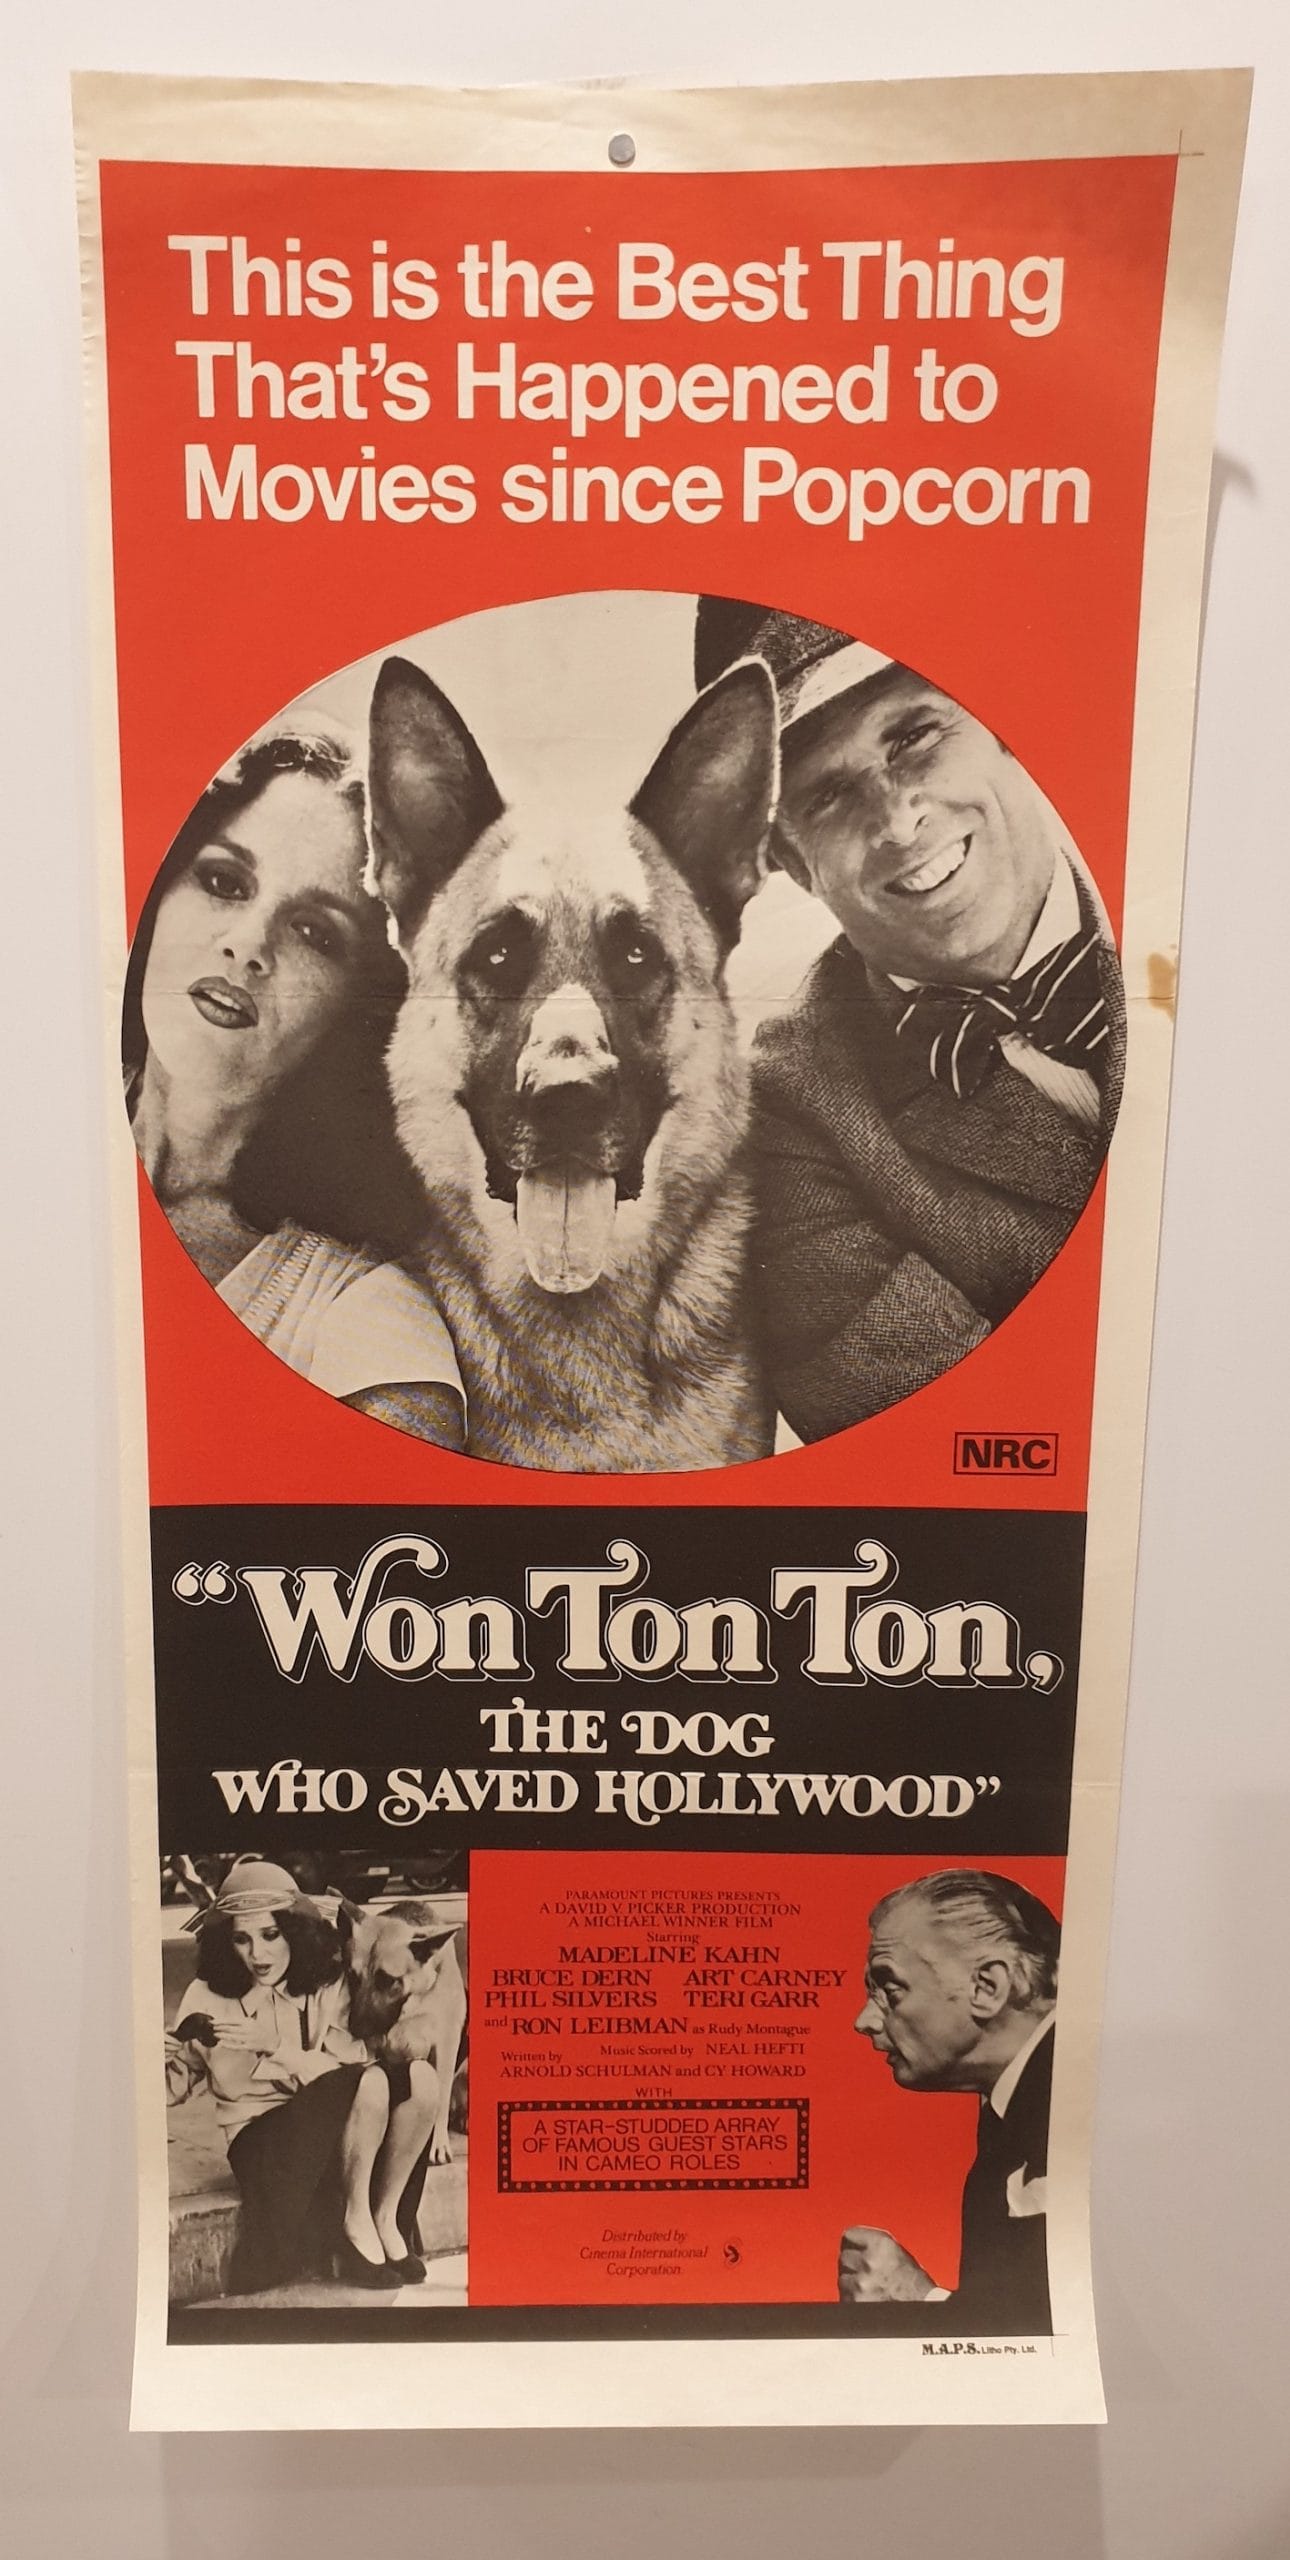 This is the Best Thing
That's Happened to
Movies since Popcorn
NRC
"Won Ton Ton,
THE DOG
WHO SAVED HOLLYWOOD"
PARAMOUNT PICTURES PRESENTS
A DAVID V. PICKER PRODUCTION
A MICHAEL WINNER FILM
Starring
MADELINE KAHN
BRUCE DERN ART CARNEY
PHIL SILVERS TERI GARR
and RON LEIBMAN as Rudy Montague
Written by Music Scored by NEAL HEFTI
ARNOLD SCHULMAN and CY HOWARD
WITH
A STAR-STUDDED ARRAY
OF FAMOUS GUEST STARS
IN CAMEO ROLES
Distributed by
Cinema International
Corporation.
M.A.P.S. Litho Pty. Ltd.